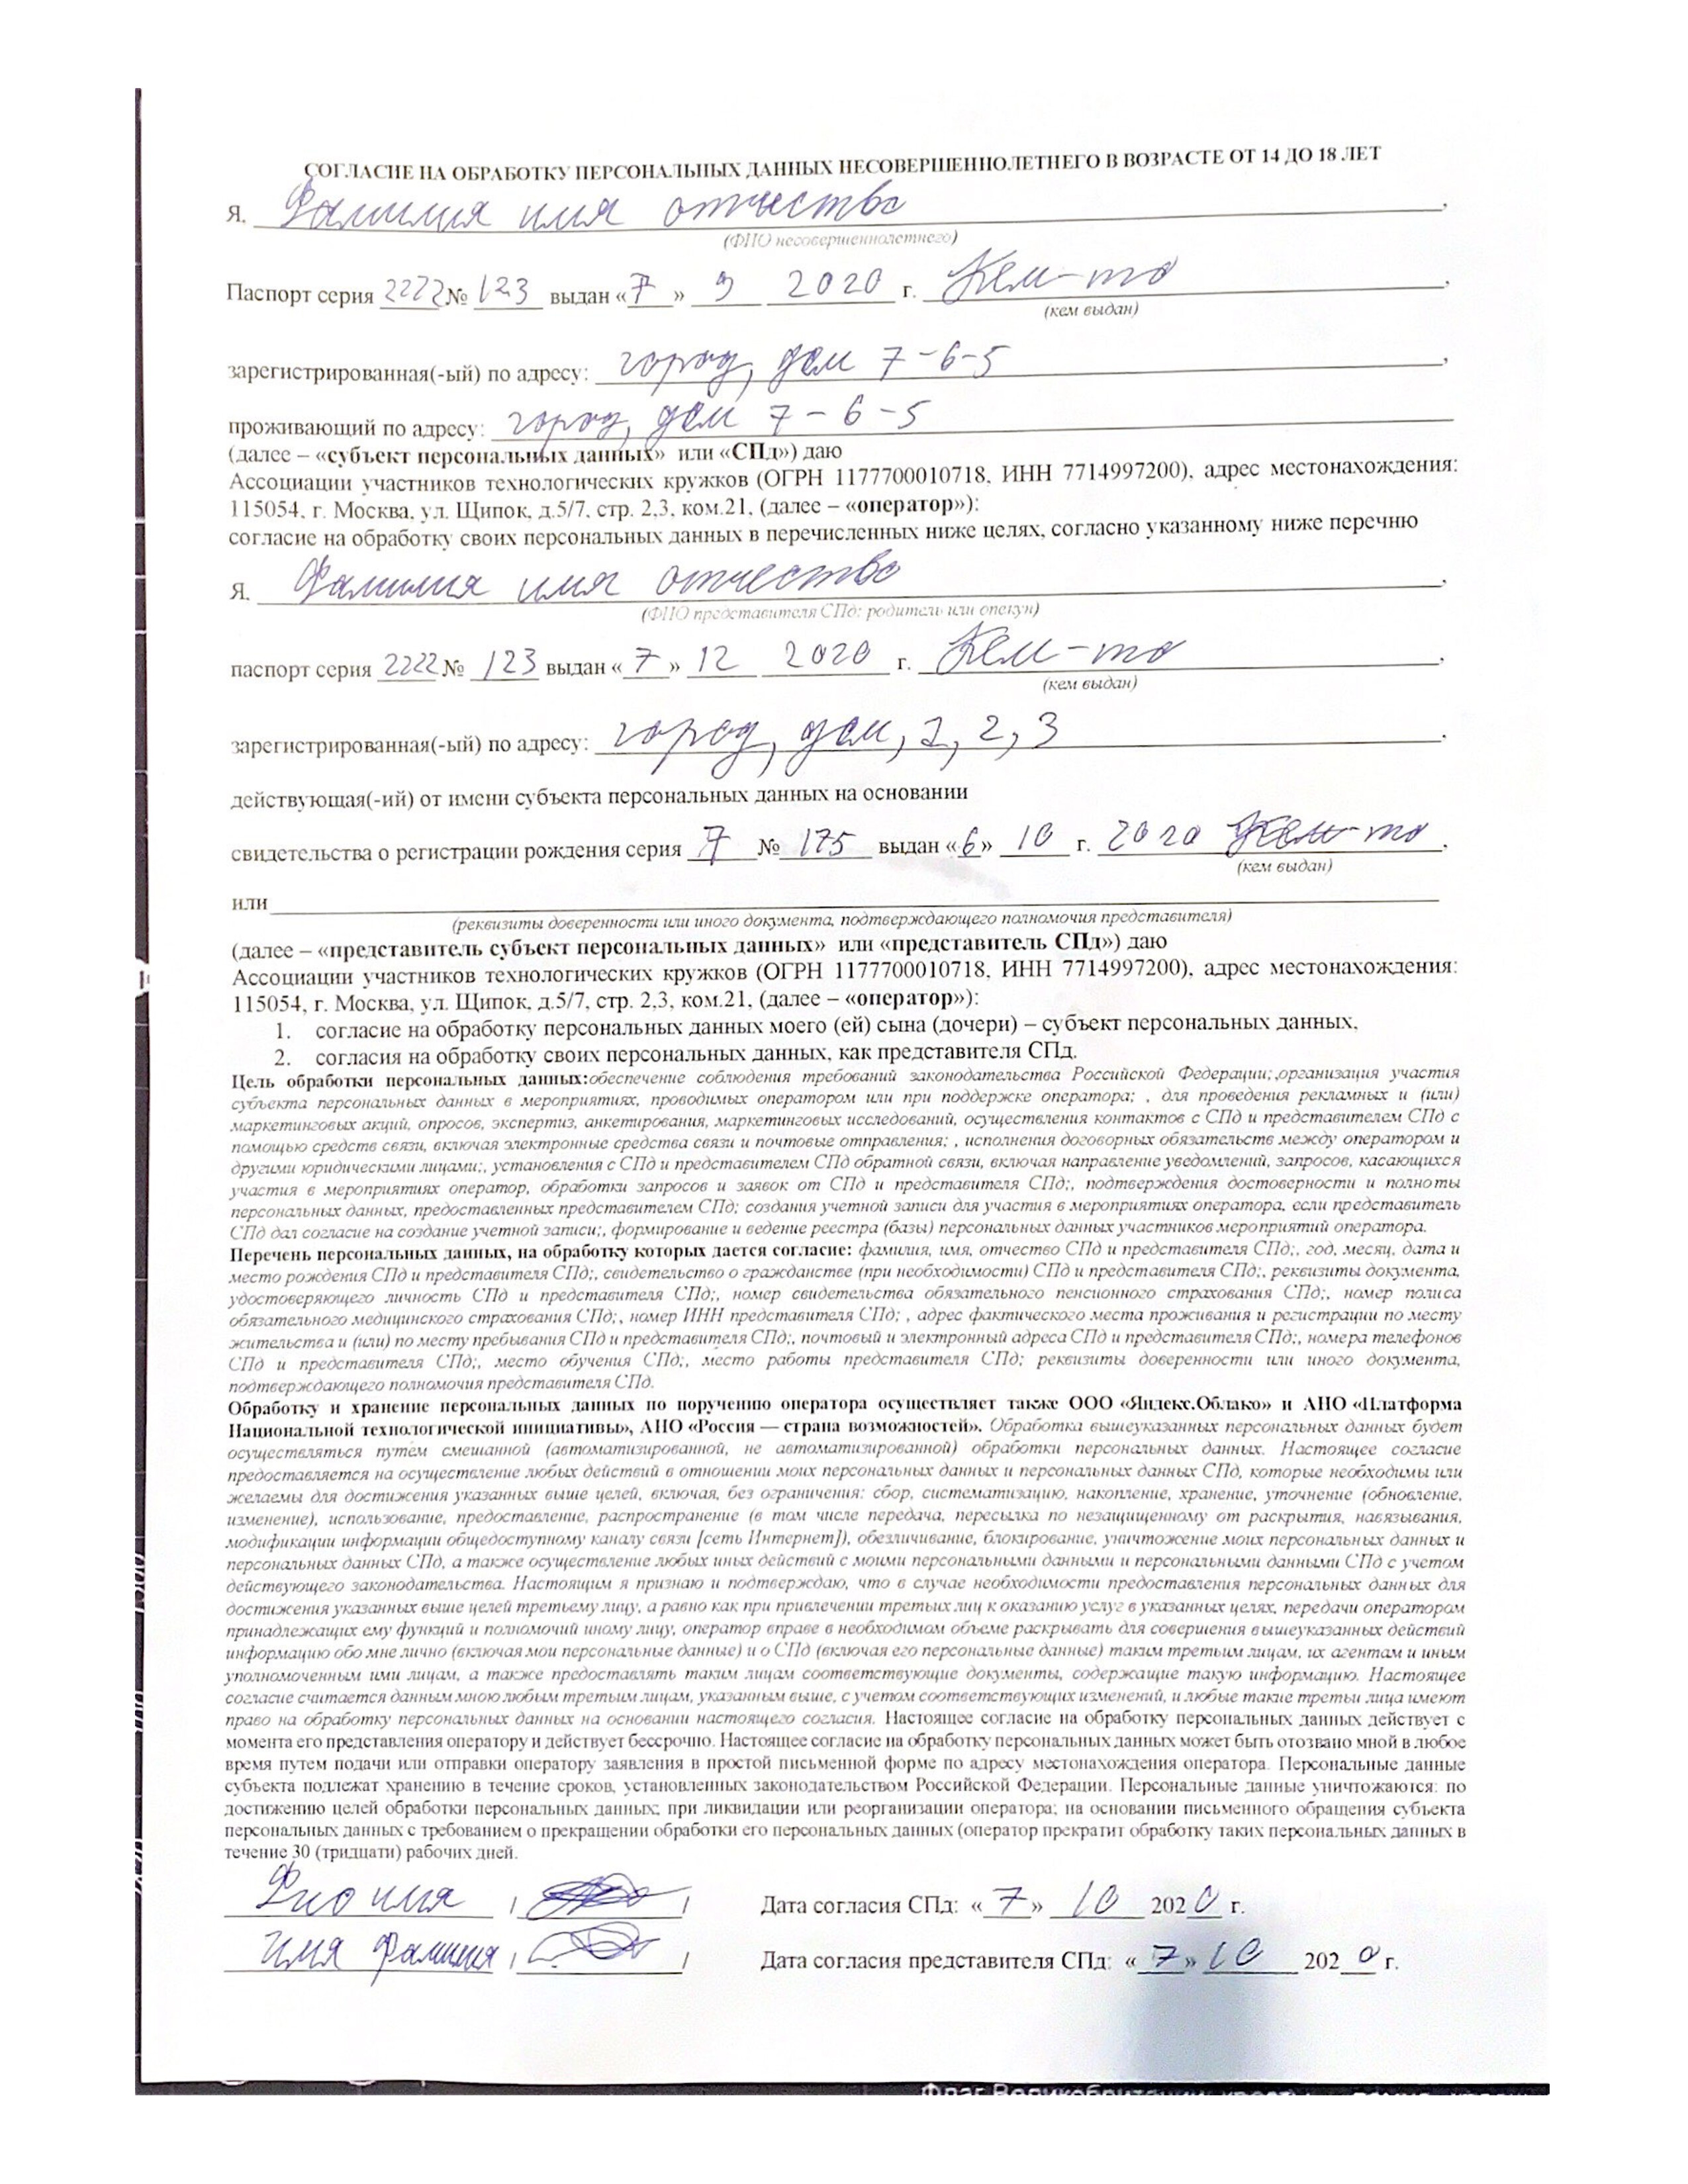 СОГЛАСИЕ НА ОБРАБОТКУ ПЕРСОНАЛЬНЫХ ДАННЫХ НЕСОВЕРШЕННОЛЕТНЕГО В ВОЗРАСТЕ ОТ 14 ДО 18 ЛЕТ
Я, Фамилия имя отчество,
(ФИО несовершеннолетнего)
Паспорт серия 2222 № 123 выдан «7» 9 2020 г. Кем-то,
(кем выдан)
зарегистрированная(-ый) по адресу: город, дом 7-6-5,
проживающий по адресу: город, дом 7-6-5
(далее – «субъект персональных данных» или «СПд») даю
Ассоциации участников технологических кружков (ОГРН 1177700010718, ИНН 7714997200), адрес местонахождения:
115054, г. Москва, ул. Щипок, д.5/7, стр. 2,3, ком.21, (далее – «оператор»):
согласие на обработку своих персональных данных в перечисленных ниже целях, согласно указанному ниже перечню
Я, Фамилия имя отчество,
(ФИО представителя СПд: родитель или опекун)
паспорт серия 2222 № 123 выдан «7» 12 2020 г. Кем-то,
(кем выдан)
зарегистрированная(-ый) по адресу: город, дом, 1, 2, 3,
действующая(-ий) от имени субъекта персональных данных на основании
свидетельства о регистрации рождения серия 7 № 175 выдан «6» 10 г. 2020 Кем-то,
(кем выдан)
или
(реквизиты доверенности или иного документа, подтверждающего полномочия представителя)
(далее – «представитель субъект персональных данных» или «представитель СПд») даю
Ассоциации участников технологических кружков (ОГРН 1177700010718, ИНН 7714997200), адрес местонахождения:
115054, г. Москва, ул. Щипок, д.5/7, стр. 2,3, ком.21, (далее – «оператор»):
1. согласие на обработку персональных данных моего (ей) сына (дочери) – субъект персональных данных,
2. согласия на обработку своих персональных данных, как представителя СПд.
Цель обработки персональных данных:обеспечение соблюдения требований законодательства Российской Федерации;,организация участия
субъекта персональных данных в мероприятиях, проводимых оператором или при поддержке оператора; , для проведения рекламных и (или)
маркетинговых акций, опросов, экспертиз, анкетирования, маркетинговых исследований, осуществления контактов с СПд и представителем СПд с
помощью средств связи, включая электронные средства связи и почтовые отправления; , исполнения договорных обязательств между оператором и
другими юридическими лицами;, установления с СПд и представителем СПд обратной связи, включая направление уведомлений, запросов, касающихся
участия в мероприятиях оператор, обработки запросов и заявок от СПд и представителя СПд;, подтверждения достоверности и полноты
персональных данных, предоставленных представителем СПд; создания учетной записи для участия в мероприятиях оператора, если представитель
СПд дал согласие на создание учетной записи;, формирование и ведение реестра (базы) персональных данных участников мероприятий оператора.
Перечень персональных данных, на обработку которых дается согласие: фамилия, имя, отчество СПд и представителя СПд;, год, месяц, дата и
место рождения СПд и представителя СПд;, свидетельство о гражданстве (при необходимости) СПд и представителя СПд;, реквизиты документа,
удостоверяющего личность СПд и представителя СПд;, номер свидетельства обязательного пенсионного страхования СПд;, номер полиса
обязательного медицинского страхования СПд;, номер ИНН представителя СПд; , адрес фактического места проживания и регистрации по месту
жительства и (или) по месту пребывания СПд и представителя СПд;, почтовый и электронный адреса СПд и представителя СПд;, номера телефонов
СПд и представителя СПд;, место обучения СПд;, место работы представителя СПд; реквизиты доверенности или иного документа,
подтверждающего полномочия представителя СПд.
Обработку и хранение персональных данных по поручению оператора осуществляет также ООО «Яндекс.Облако» и АНО «Платформа
Национальной технологической инициативы», АНО «Россия — страна возможностей». Обработка вышеуказанных персональных данных будет
осуществляться путем смешанной (автоматизированной, не автоматизированной) обработки персональных данных. Настоящее согласие
предоставляется на осуществление любых действий в отношении моих персональных данных и персональных данных СПд, которые необходимы или
желаемы для достижения указанных выше целей, включая, без ограничения: сбор, систематизацию, накопление, хранение, уточнение (обновление,
изменение), использование, предоставление, распространение (в том числе передача, пересылка по незащищенному от раскрытия, навязывания,
модификации информации общедоступному каналу связи [сеть Интернет]), обезличивание, блокирование, уничтожение моих персональных данных и
персональных данных СПд, а также осуществление любых иных действий с моими персональными данными и персональными данными СПд с учетом
действующего законодательства. Настоящим я признаю и подтверждаю, что в случае необходимости предоставления персональных данных для
достижения указанных выше целей третьему лицу, а равно как при привлечении третьих лиц к оказанию услуг в указанных целях, передачи оператором
принадлежащих ему функций и полномочий иному лицу, оператор вправе в необходимом объеме раскрывать для совершения вышеуказанных действий
информацию обо мне лично (включая мои персональные данные) и о СПд (включая его персональные данные) таким третьим лицам, их агентам и иным
уполномоченным ими лицам, а также предоставлять таким лицам соответствующие документы, содержащие такую информацию. Настоящее
согласие считается данным мною любым третьим лицам, указанным выше, с учетом соответствующих изменений, и любые такие третьи лица имеют
право на обработку персональных данных на основании настоящего согласия. Настоящее согласие на обработку персональных данных действует с
момента его представления оператору и действует бессрочно. Настоящее согласие на обработку персональных данных может быть отозвано мной в любое
время путем подачи или отправки оператору заявления в простой письменной форме по адресу местонахождения оператора. Персональные данные
субъекта подлежат хранению в течение сроков, установленных законодательством Российской Федерации. Персональные данные уничтожаются: по
достижению целей обработки персональных данных; при ликвидации или реорганизации оператора; на основании письменного обращения субъекта
персональных данных с требованием о прекращении обработки его персональных данных (оператор прекратит обработку таких персональных данных в
течение 30 (тридцати) рабочих дней.
Фио имя / / Дата согласия СПд: «7» 10 2020 г.
имя фамилия / / Дата согласия представителя СПд: «7» 10 2020 г.